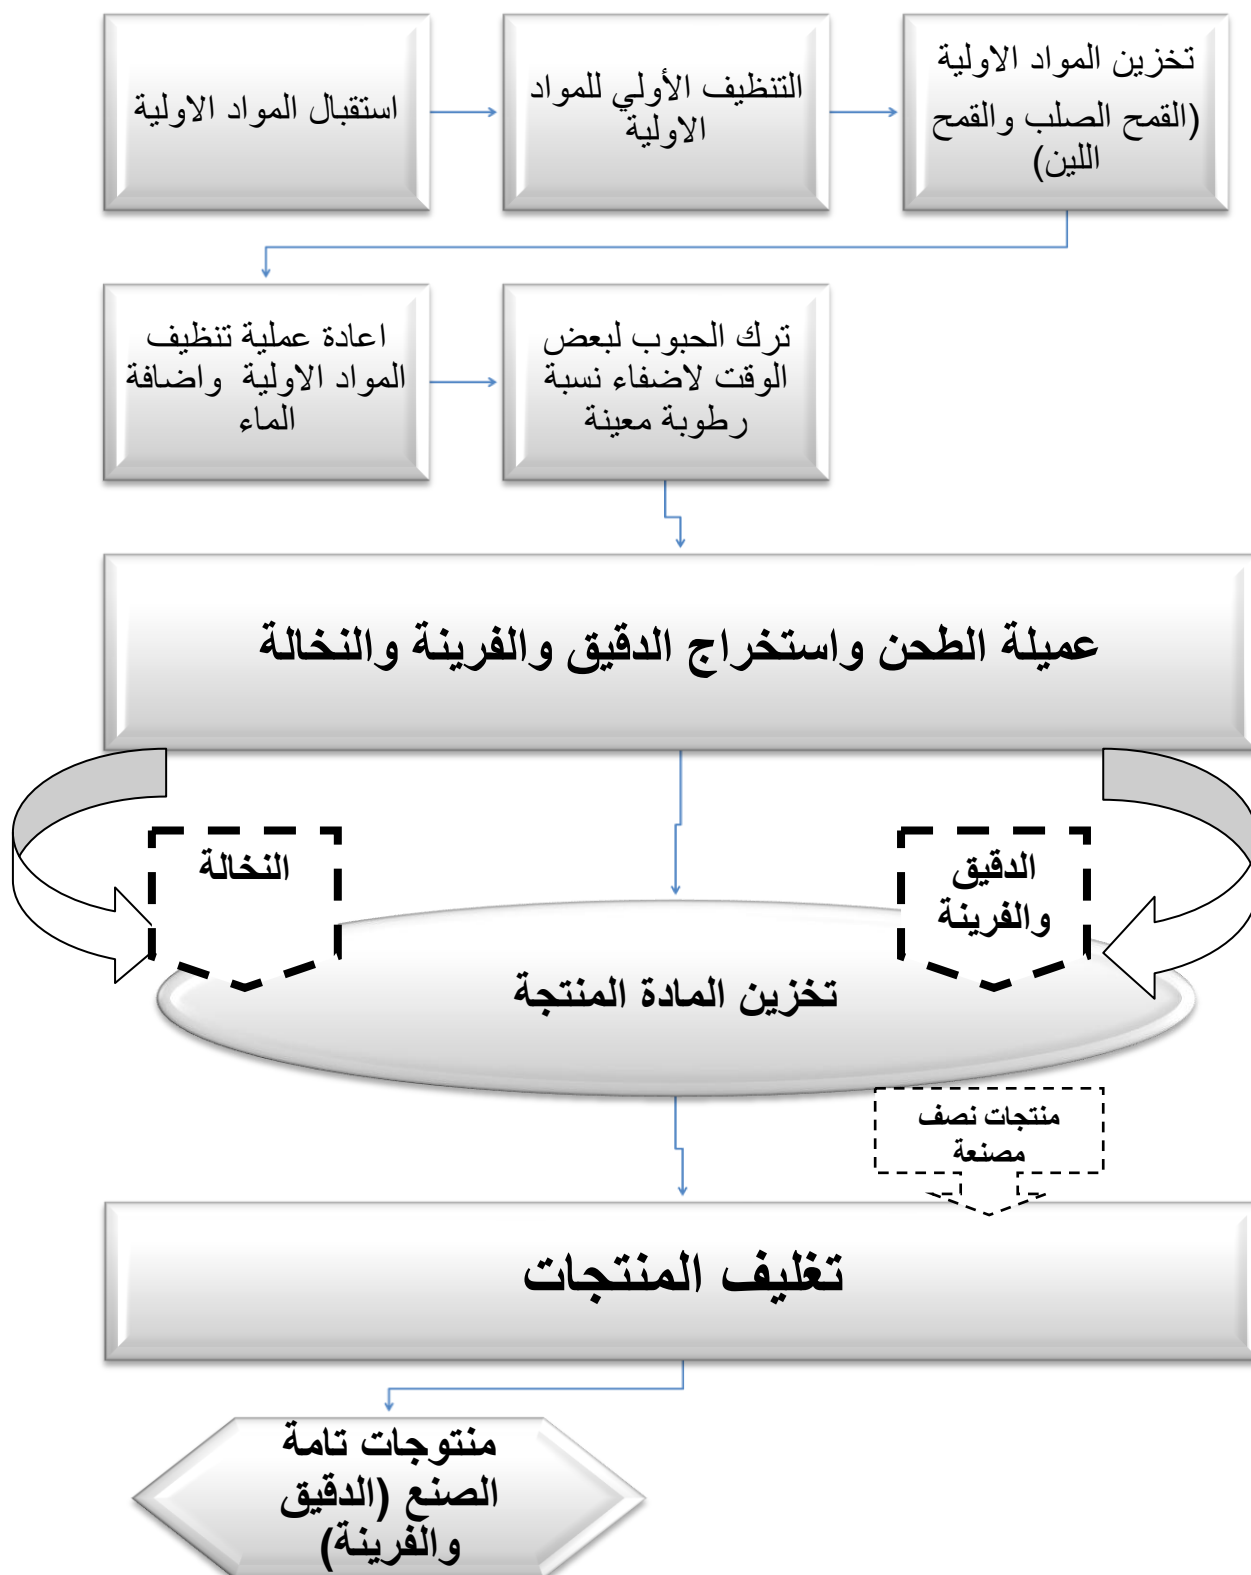 استقبال المواد الاولية
التنظيف الأولي للمواد
الاولية
تخزين المواد الاولية
(القمح الصلب والقمح
اللين)
اعادة عملية تنظيف
المواد الاولية واضافة
الماء
ترك الحبوب لبعض
الوقت لاضفاء نسبة
رطوبة معينة
عميلة الطحن واستخراج الدقيق والفرينة والنخالة
النخالة
الدقيق
والفرينة
تخزين المادة المنتجة
منتجات نصف
مصنعة
تغليف المنتجات
منتوجات تامة
الصنع (الدقيق
والفرينة)